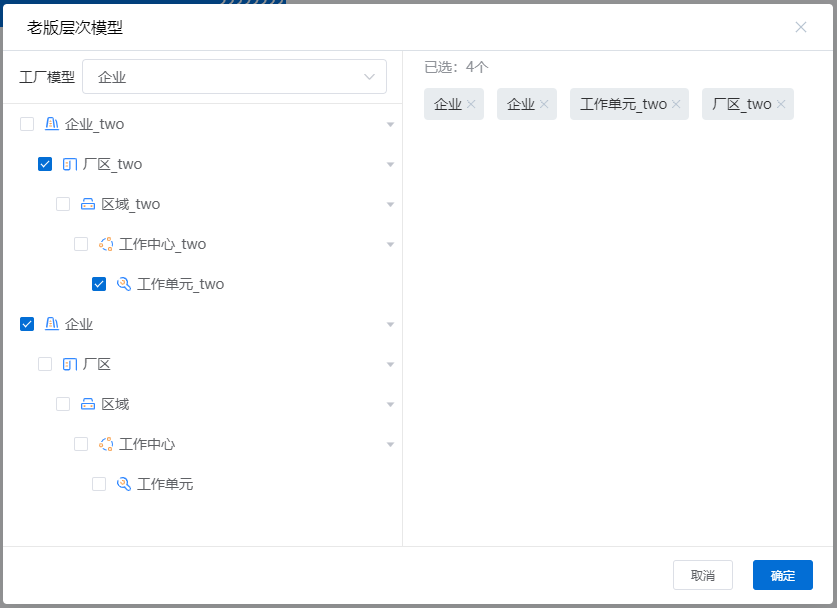 老版层次模型
工厂模型 企业
企业_two
厂区_two
区域_two
工作中心_two
工作单元_two
企业
厂区
区域
工作中心
工作单元
已选：4个
企业 企业 工作单元_two 厂区_two
取消 确定